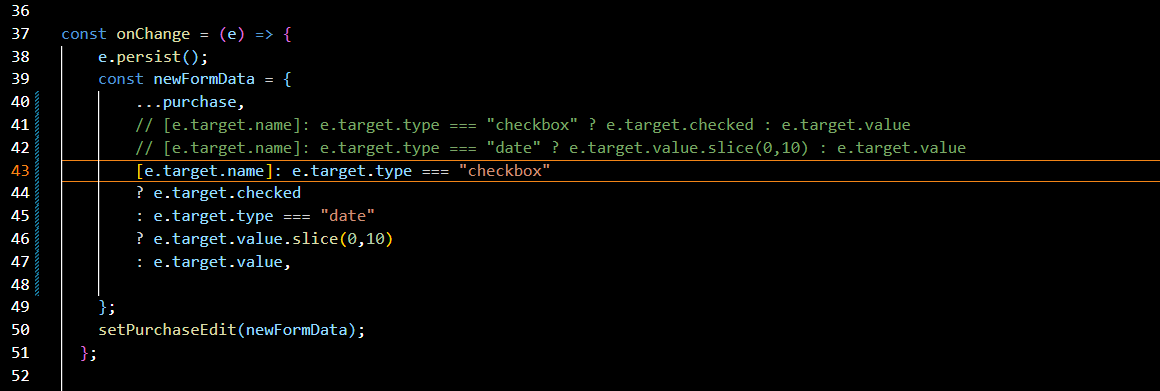 36
37 const onChange = (e) => {
38 e.persist();
39 const newFormData = {
40 ...purchase,
41 // [e.target.name]: e.target.type === "checkbox" ? e.target.checked : e.target.value
42 // [e.target.name]: e.target.type === "date" ? e.target.value.slice(0,10) : e.target.value
43 [e.target.name]: e.target.type === "checkbox"
44 ? e.target.checked
45 : e.target.type === "date"
46 ? e.target.value.slice(0,10)
47 : e.target.value,
48
49 };
50 setPurchaseEdit(newFormData);
51 };
52